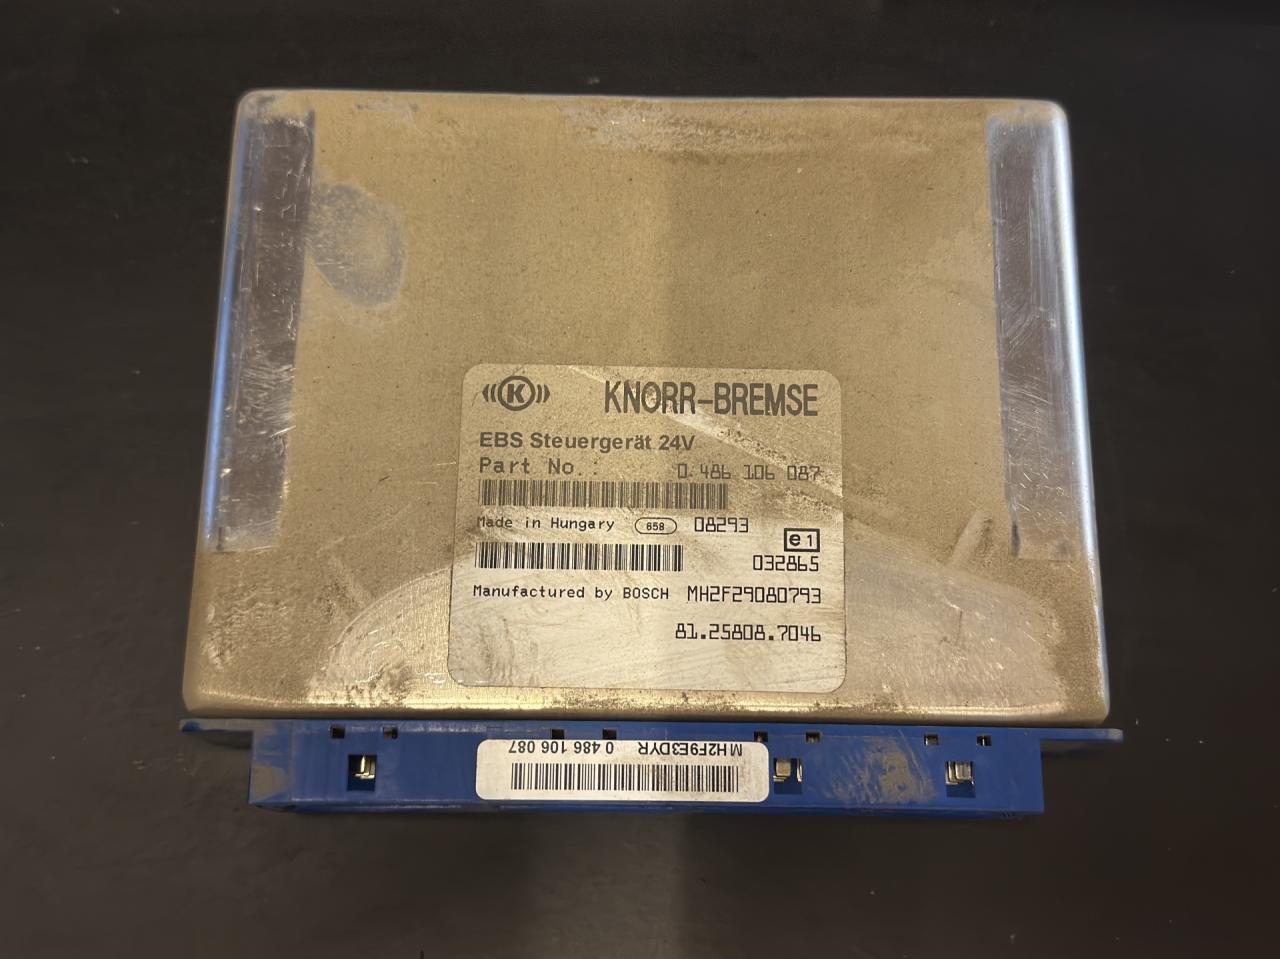 K KNORR-BREMSE
EBS Steuergerät 24V
Part No.: 0 486 106 087
Made in Hungary 658 08293
e1
032865
Manufactured by BOSCH MH2F29080793
81.25808.7046
MH2F9E3DYR 0 486 106 087